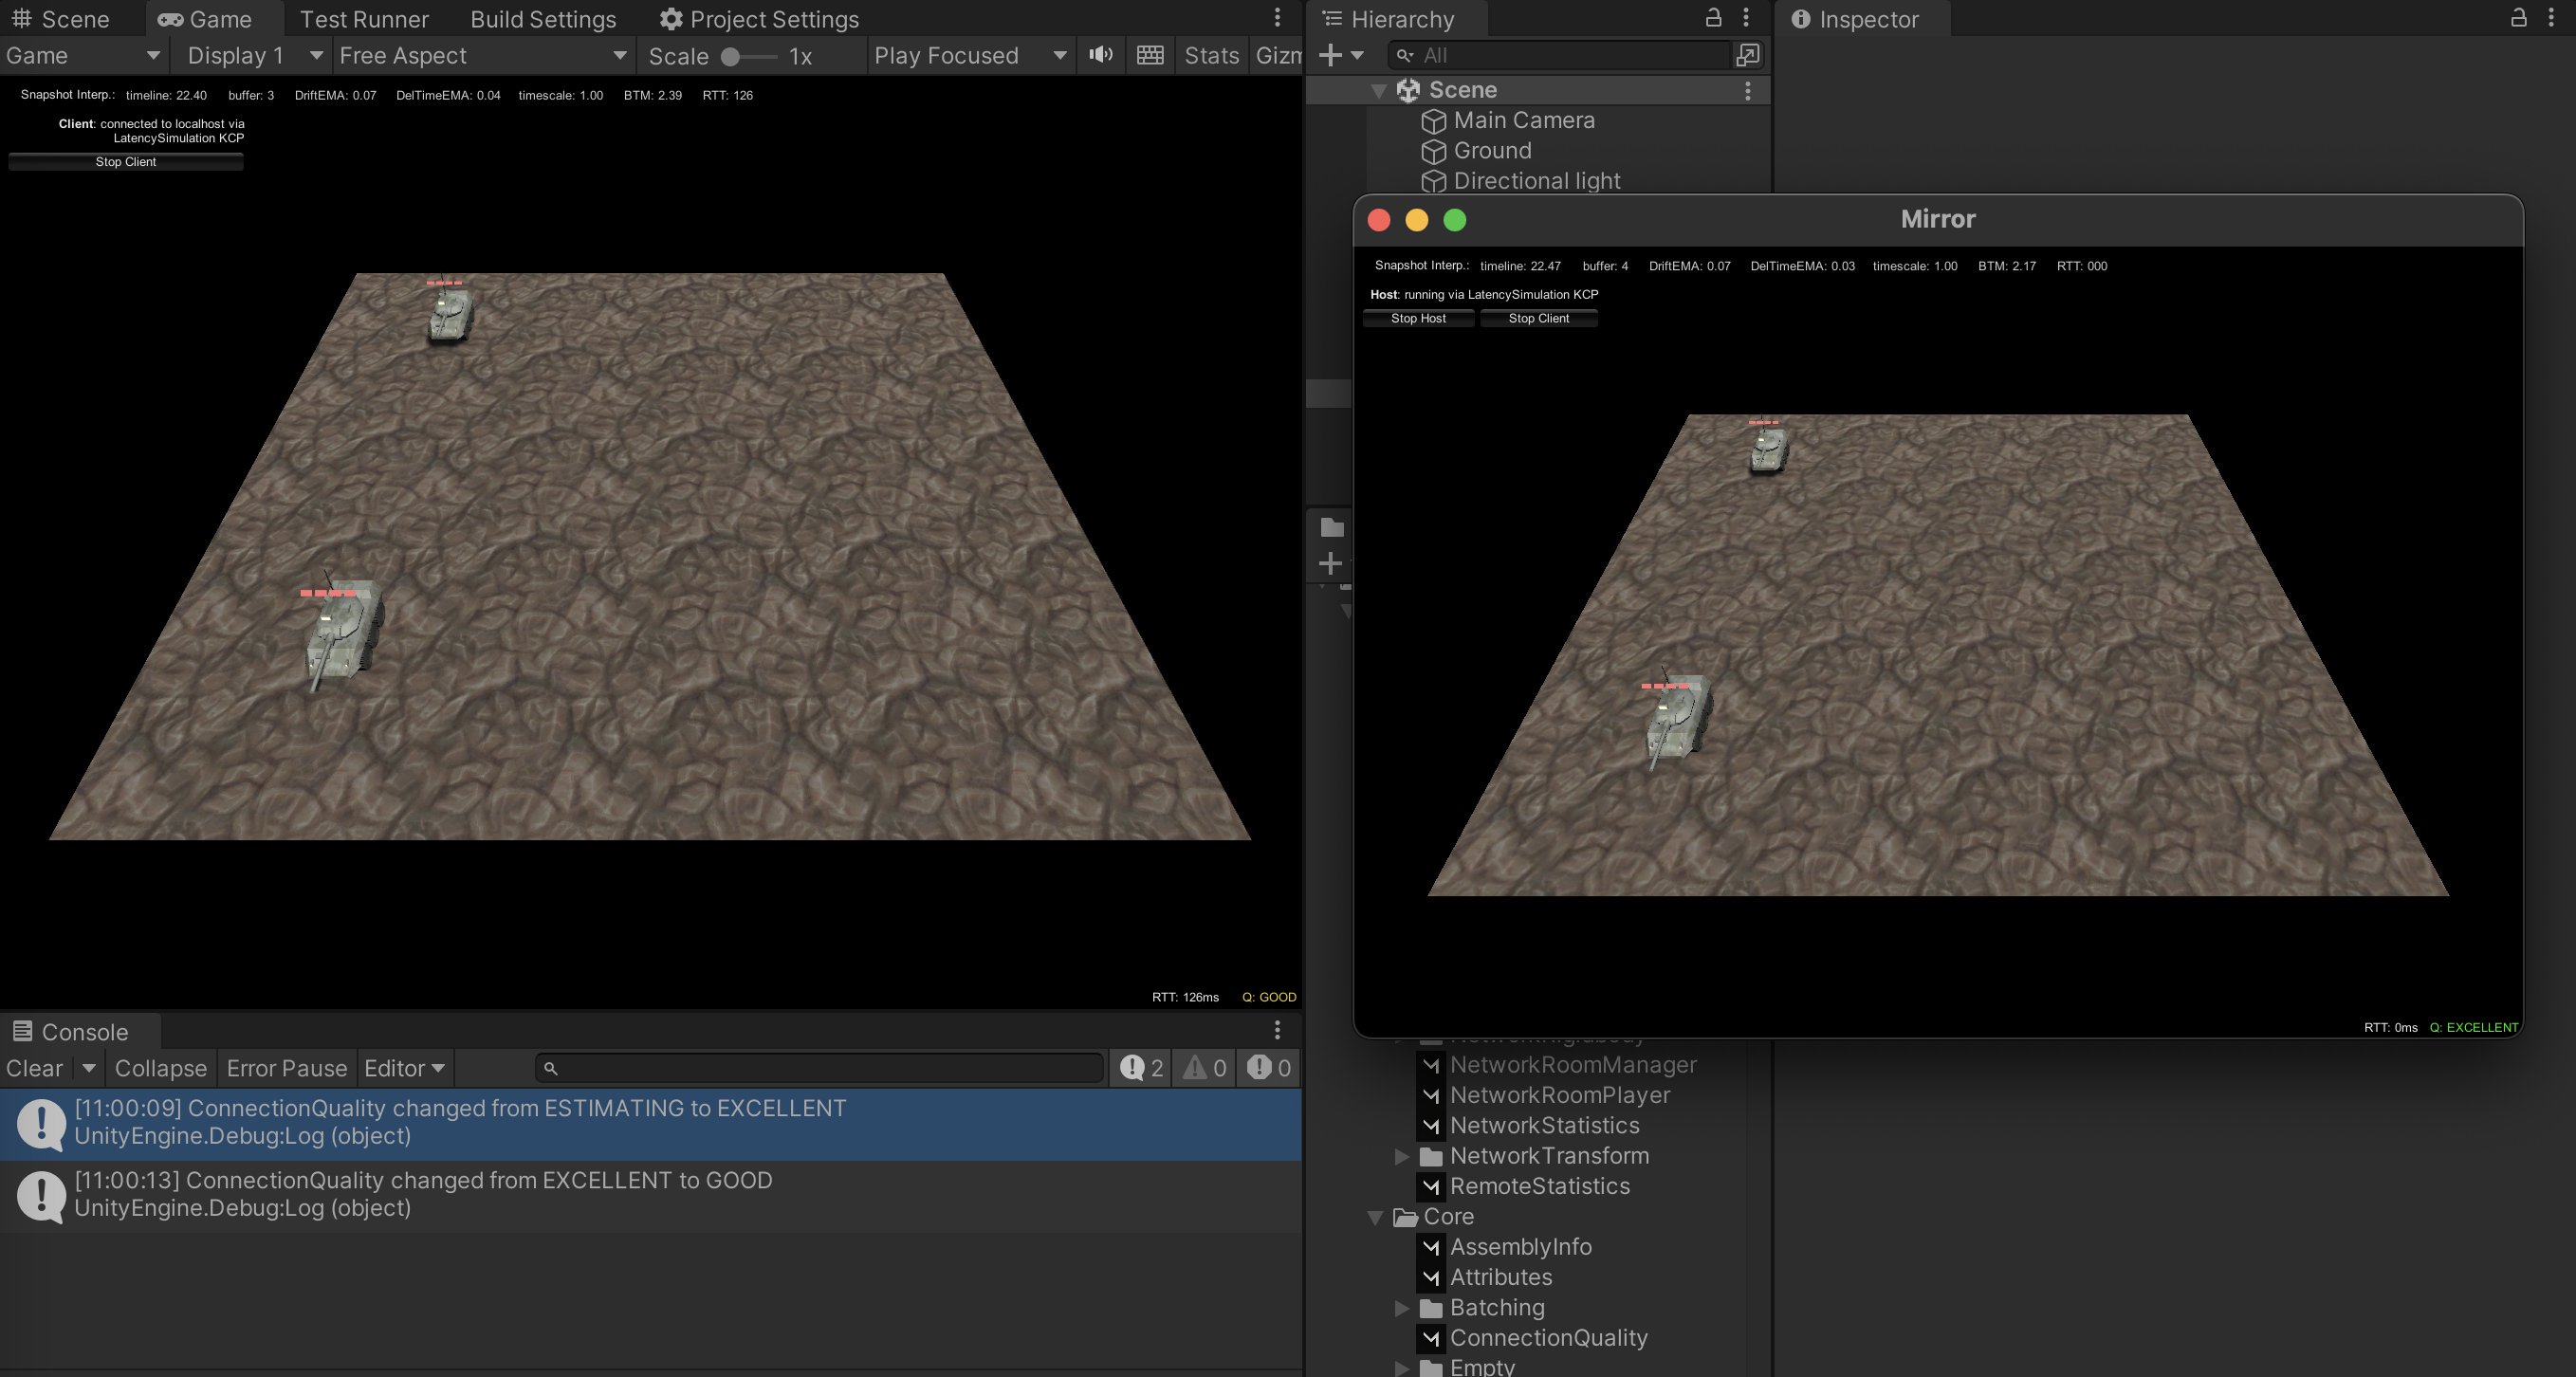 Scene
Game
Test Runner
Build Settings
Project Settings
Game
Display 1
Free Aspect
Scale
1x
Play Focused
Stats
Gizm
Snapshot Interp.: timeline: 22.40 buffer: 3 DriftEMA: 0.07 DelTimeEMA: 0.04 timescale: 1.00 BTM: 2.39 RTT: 126
Client: connected to localhost via
LatencySimulation KCP
Stop Client
RTT: 126ms Q: GOOD
Console
Clear
Collapse
Error Pause
Editor
2
0
0
[11:00:09] ConnectionQuality changed from ESTIMATING to EXCELLENT
UnityEngine.Debug:Log (object)
[11:00:13] ConnectionQuality changed from EXCELLENT to GOOD
UnityEngine.Debug:Log (object)
Hierarchy
All
Scene
Main Camera
Ground
Directional light
Inspector
Mirror
Snapshot Interp.: timeline: 22.47 buffer: 4 DriftEMA: 0.07 DelTimeEMA: 0.03 timescale: 1.00 BTM: 2.17 RTT: 000
Host: running via LatencySimulation KCP
Stop Host
Stop Client
RTT: 0ms Q: EXCELLENT
NetworkRoomManager
NetworkRoomPlayer
NetworkStatistics
NetworkTransform
RemoteStatistics
Core
AssemblyInfo
Attributes
Batching
ConnectionQuality
Empty